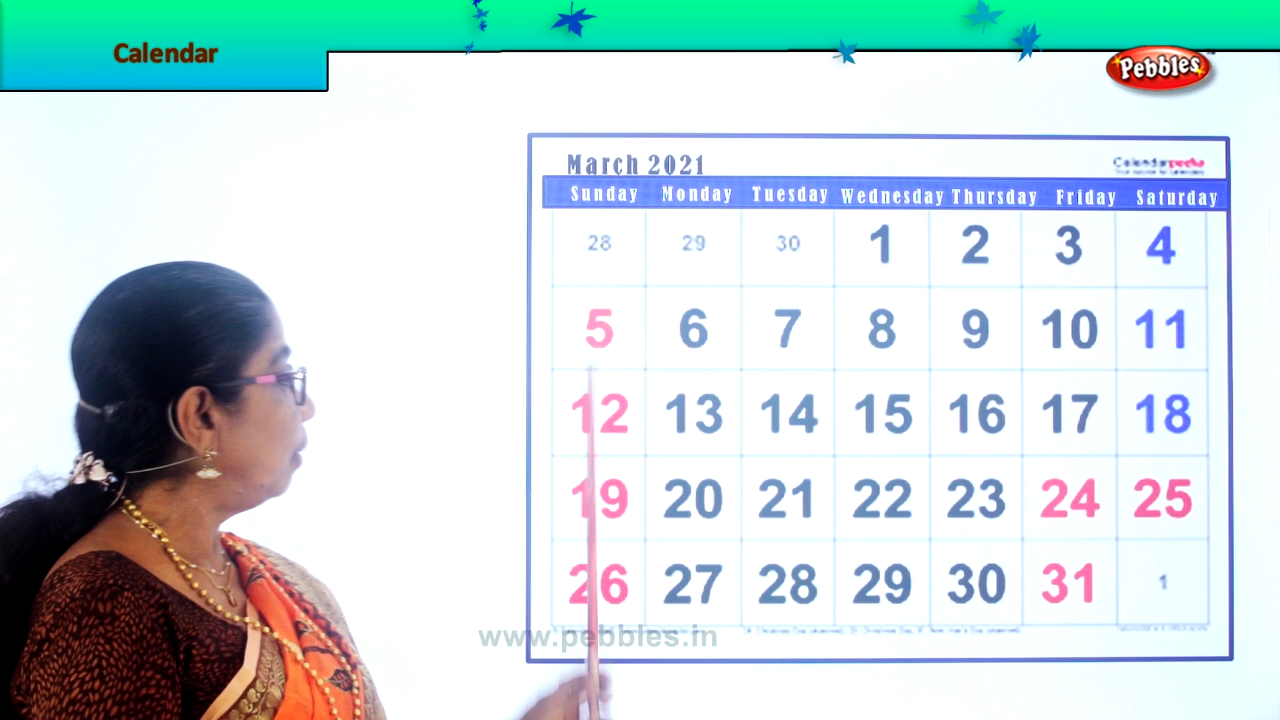 Calendar
Pebbles
March 2021
Calendarpedia
Sunday Monday Tuesday Wednesday Thursday Friday Saturday
28 29 30 1 2 3 4
5 6 7 8 9 10 11
12 13 14 15 16 17 18
19 20 21 22 23 24 25
26 27 28 29 30 31 1
www.pebbles.in